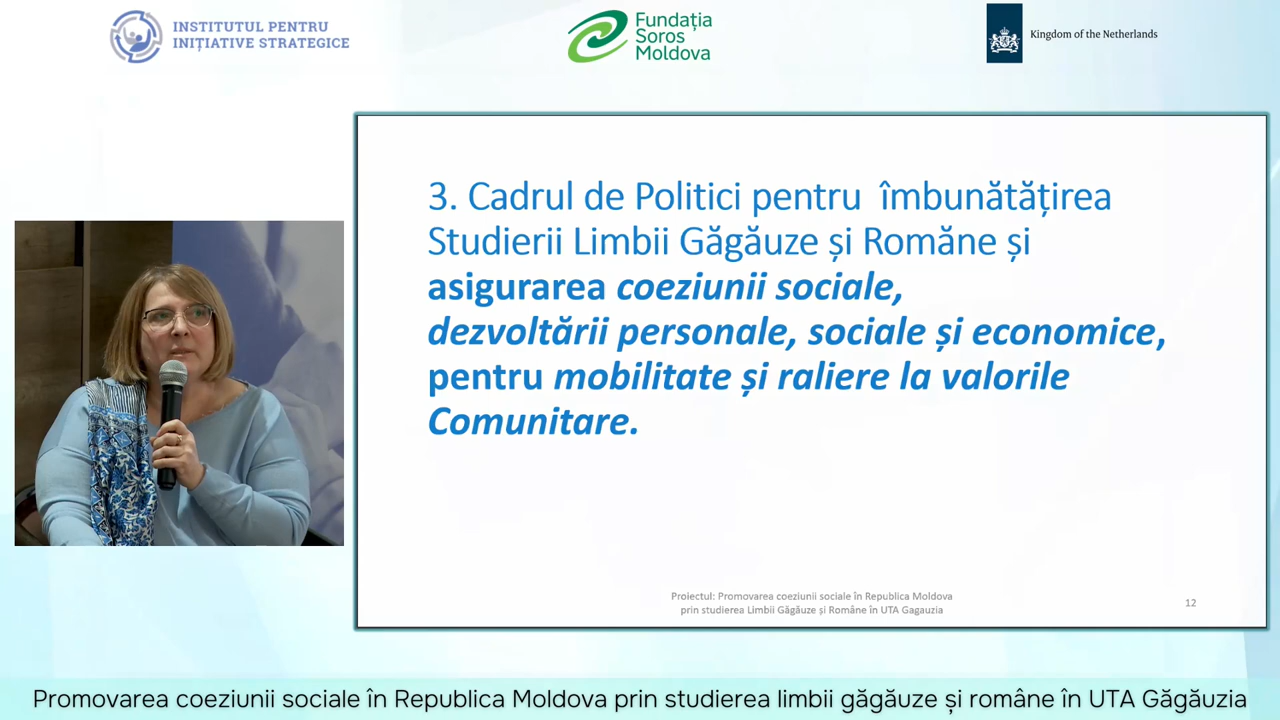 INSTITUTUL PENTRU
INIȚIATIVE STRATEGICE
Fundația
Soros
Moldova
Kingdom of the Netherlands
3. Cadrul de Politici pentru îmbunătățirea
Studierii Limbii Găgăuze și Române și
asigurarea coeziunii sociale,
dezvoltării personale, sociale și economice,
pentru mobilitate și raliere la valorile
Comunitare.
Proiectul: Promovarea coeziunii sociale în Republica Moldova
prin studierea Limbii Găgăuze și Române în UTA Gagauzia
12
Promovarea coeziunii sociale în Republica Moldova prin studierea limbii găgăuze și române în UTA Găgăuzia